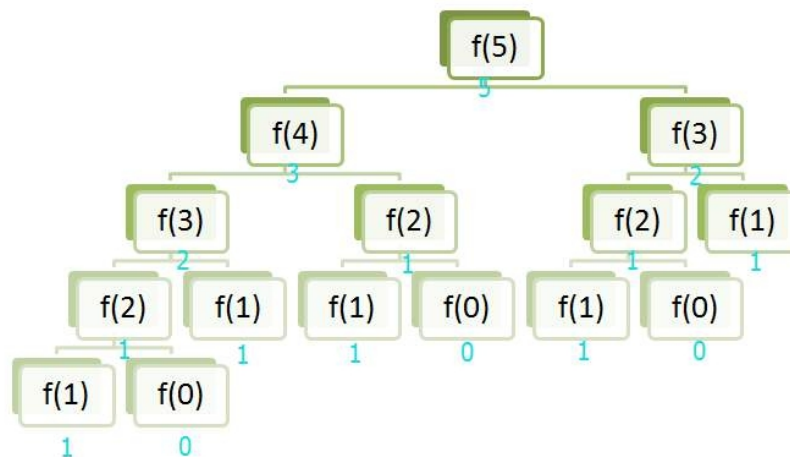 f(5)
5
f(4) f(3)
3 2
f(3) f(2) f(2) f(1)
2 1 1 1
f(2) f(1) f(1) f(0) f(1) f(0)
1 1 1 0 1 0
f(1) f(0)
1 0